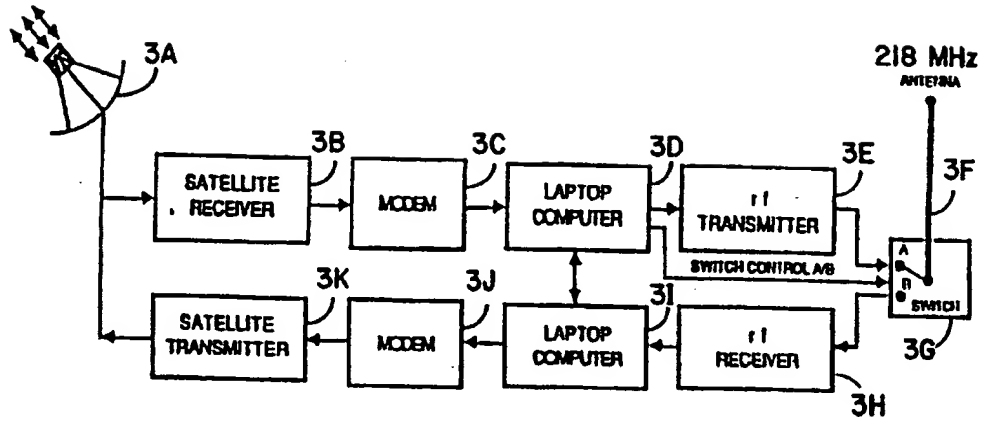 3A
218 MHz
ANTENNA
3B
3C
3D
3E
3F
SATELLITE
RECEIVER
MODEM
LAPTOP
COMPUTER
rf
TRANSMITTER
A
SWITCH CONTROL A/B
B
SWITCH
3G
3K
3J
3I
SATELLITE
TRANSMITTER
MODEM
LAPTOP
COMPUTER
rf
RECEIVER
3H